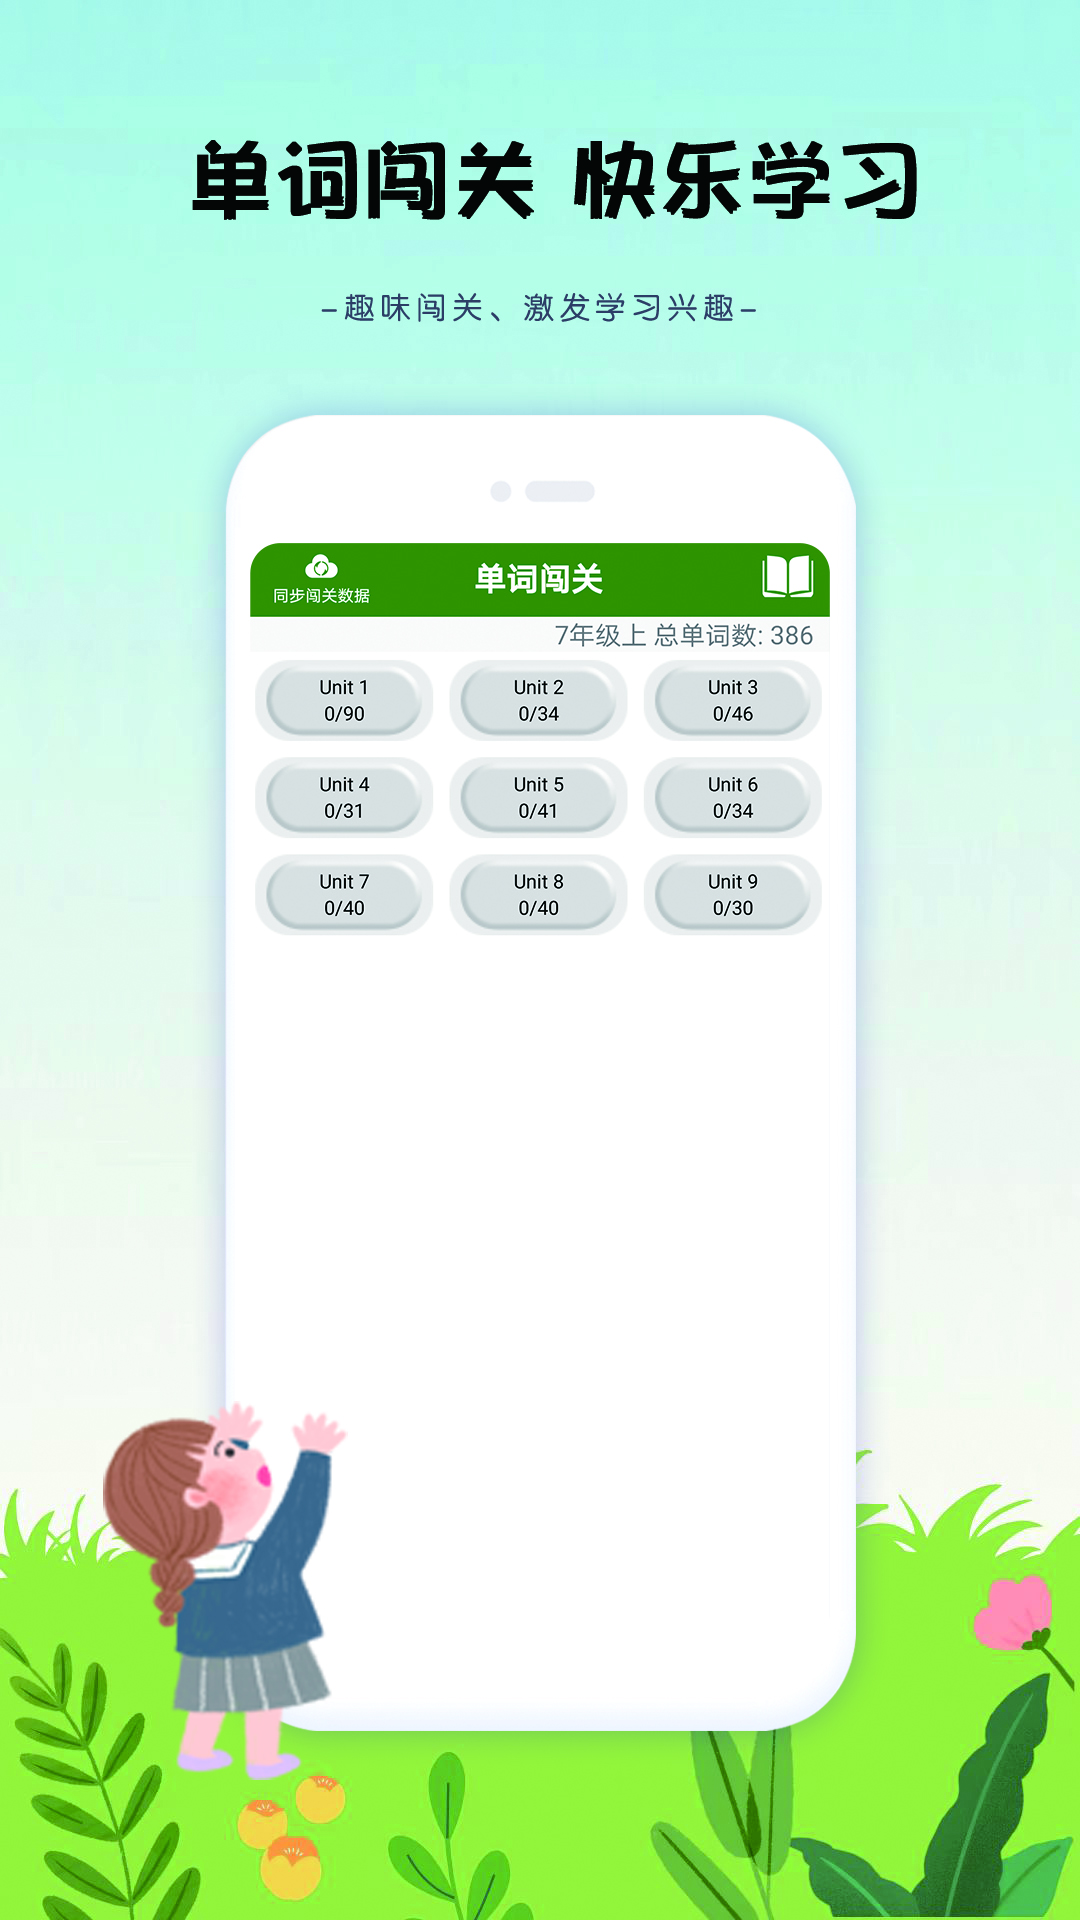 单词闯关 快乐学习
-趣味闯关、激发学习兴趣-
同步闯关数据
单词闯关
7年级上 总单词数: 386
Unit 1
0/90
Unit 2
0/34
Unit 3
0/46
Unit 4
0/31
Unit 5
0/41
Unit 6
0/34
Unit 7
0/40
Unit 8
0/40
Unit 9
0/30